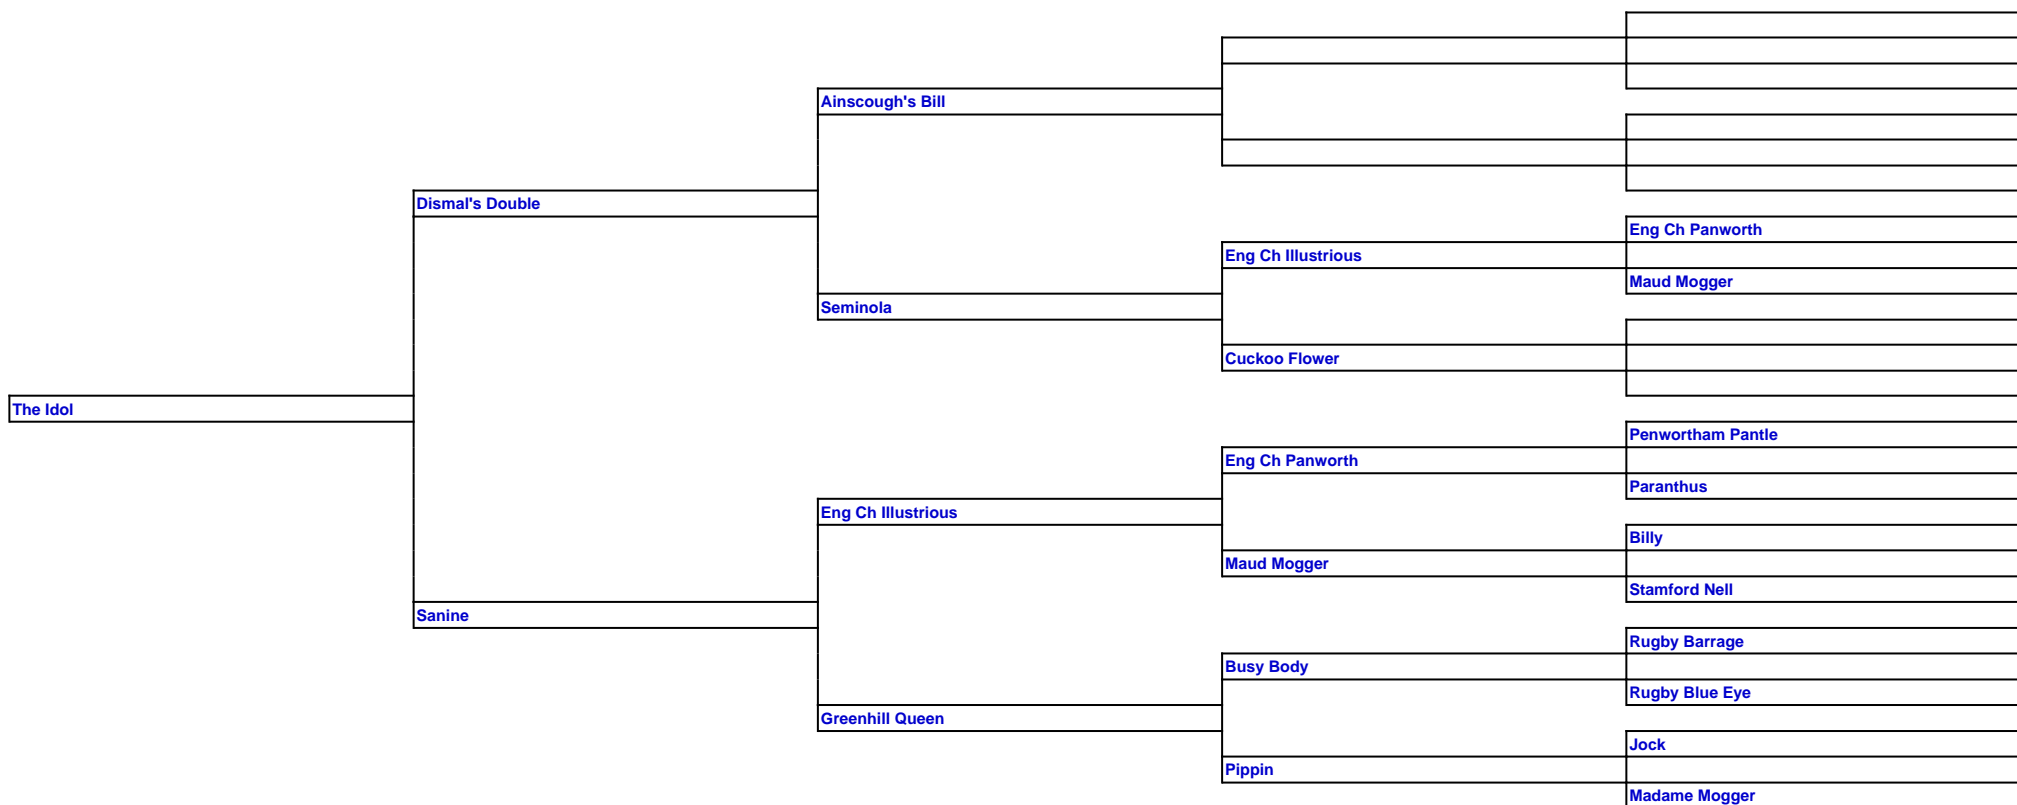 Ainscough's Bill
Dismal's Double
Eng Ch Panworth
Eng Ch Illustrious
Maud Mogger
Seminola
Cuckoo Flower
The Idol
Penwortham Pantle
Eng Ch Panworth
Paranthus
Eng Ch Illustrious
Billy
Maud Mogger
Stamford Nell
Sanine
Rugby Barrage
Busy Body
Rugby Blue Eye
Greenhill Queen
Jock
Pippin
Madame Mogger